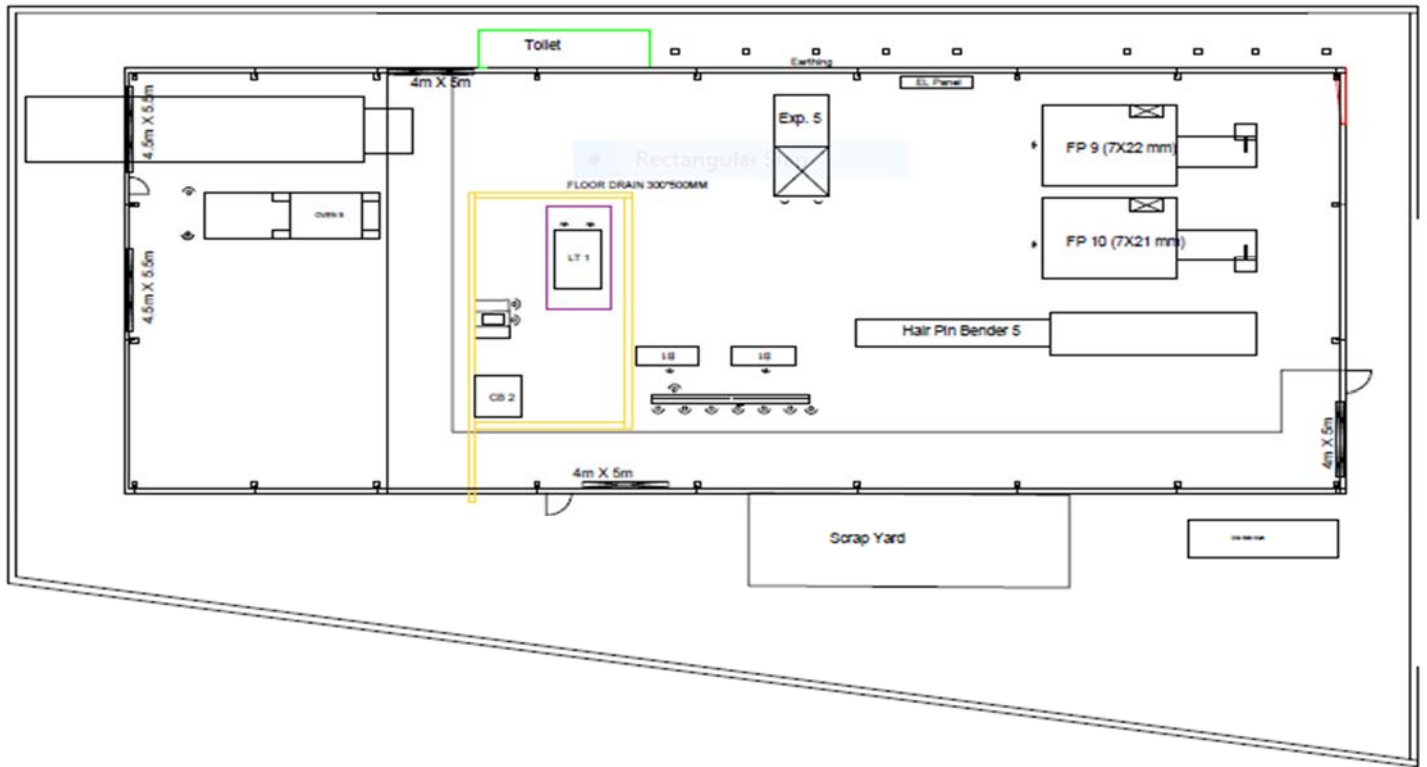 Toilet
Earthing
4m X 5m
EL Panel
4.5m X 5.5m
Exp. 5
FP 9 (7X22 mm)
Rectangular
FLOOR DRAIN 300*500MM
OVEN 5
FP 10 (7X21 mm)
LT 1
4.5m X 5.5m
Hair Pin Bender 5
CB 2
4m X 5m
4m X 5m
Scrap Yard